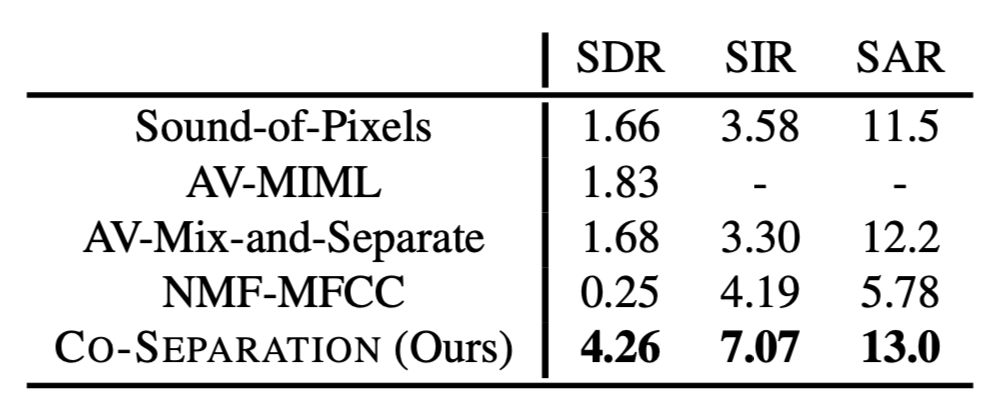 SDR SIR SAR
Sound-of-Pixels 1.66 3.58 11.5
AV-MIML 1.83 - -
AV-Mix-and-Separate 1.68 3.30 12.2
NMF-MFCC 0.25 4.19 5.78
CO-SEPARATION (Ours) 4.26 7.07 13.0